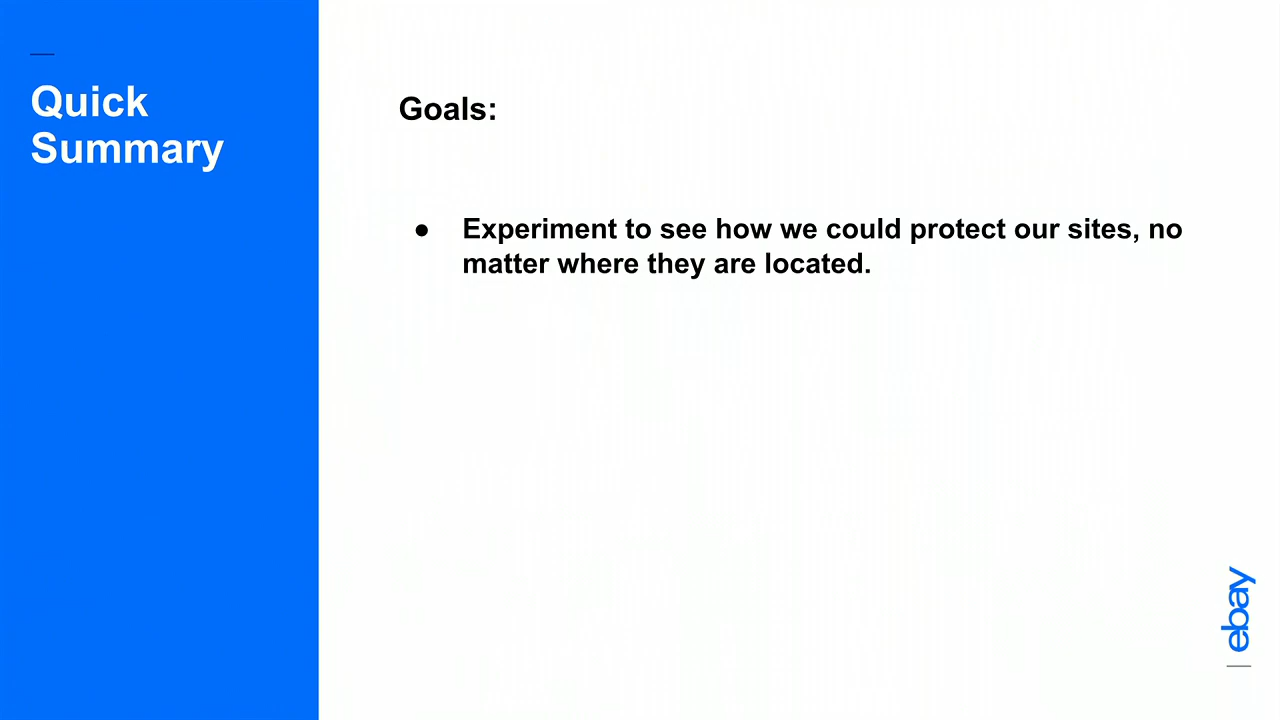 Quick
Summary
Goals:
● Experiment to see how we could protect our sites, no
matter where they are located.
ebay